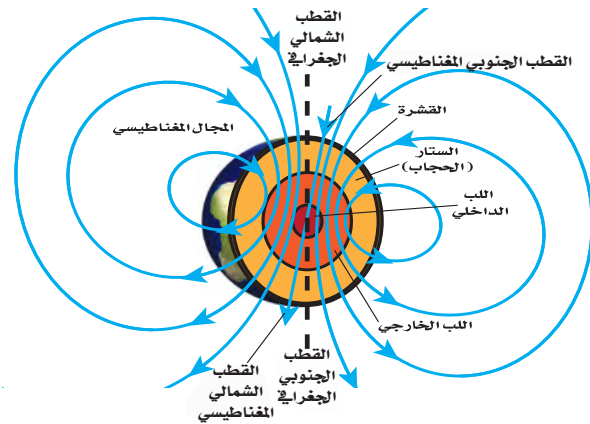 القطب
الشمالي
الجغرافي
القطب الجنوبي المغناطيسي
القشرة
المجال المغناطيسي
الستار
(الحجاب)
اللب
الداخلي
اللب الخارجي
القطب
الجنوبي
الجغرافي
القطب
الشمالي
المغناطيسي